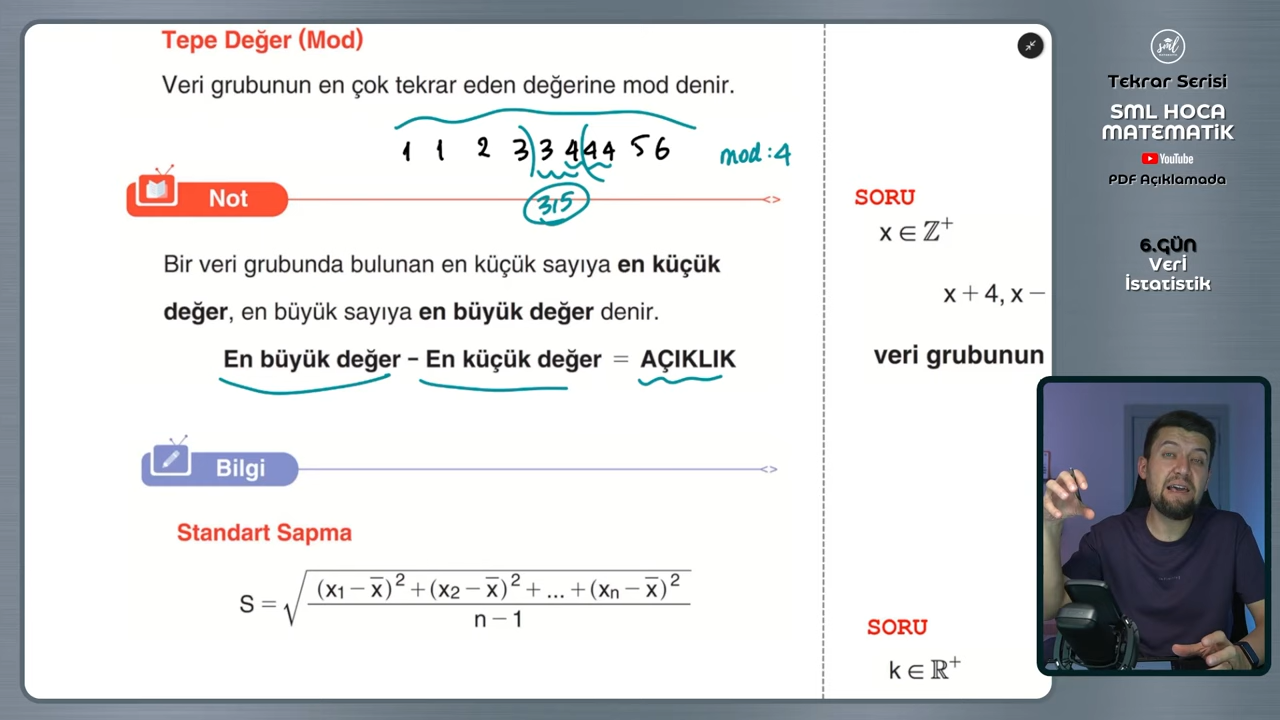 Tepe Değer (Mod)
Veri grubunun en çok tekrar eden değerine mod denir.
1 1 2 3 3 4 4 4 5 6 mod : 4
3,5
Not
Bir veri grubunda bulunan en küçük sayıya en küçük
değer, en büyük sayıya en büyük değer denir.
En büyük değer – En küçük değer = AÇIKLIK
Bilgi
Standart Sapma
S = √((x1 – x̅)² + (x2 – x̅)² + ... + (xn – x̅)² / n – 1)
SORU
x ∈ ℤ⁺
x + 4, x –
veri grubunun
SORU
k ∈ ℝ⁺
sml
Tekrar Serisi
SML HOCA
MATEMATİK
YouTube
PDF Açıklamada
6.GÜN
Veri
İstatistik